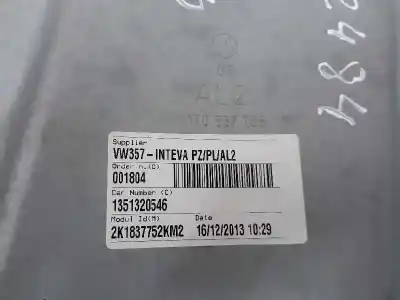 2484
AL2
Supplier
VW357-INTEVA PZ/PL/AL2
Order n.(O)
001804
Car Number (C)
1351320546
Modul Id(M) Date
2K1837752KM2 16/12/2013 10:29